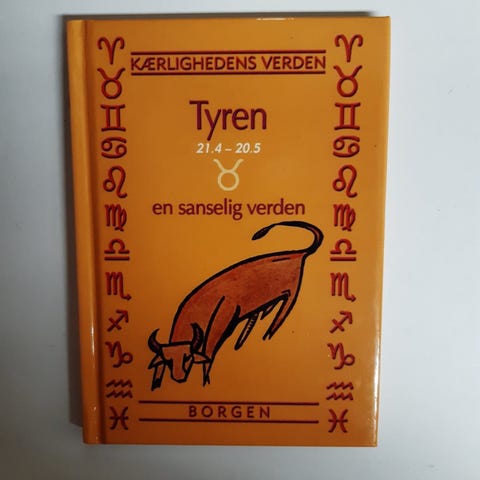 KÆRLIGHEDENS VERDEN
Tyren
21.4 – 20.5
♉
en sanselig verden
BORGEN
♈ ♈
♉ ♉
♊ ♊
♋ ♋
♌ ♌
♍ ♍
♎ ♎
♏ ♏
♐ ♐
♑ ♑
♒ ♒
♓ ♓